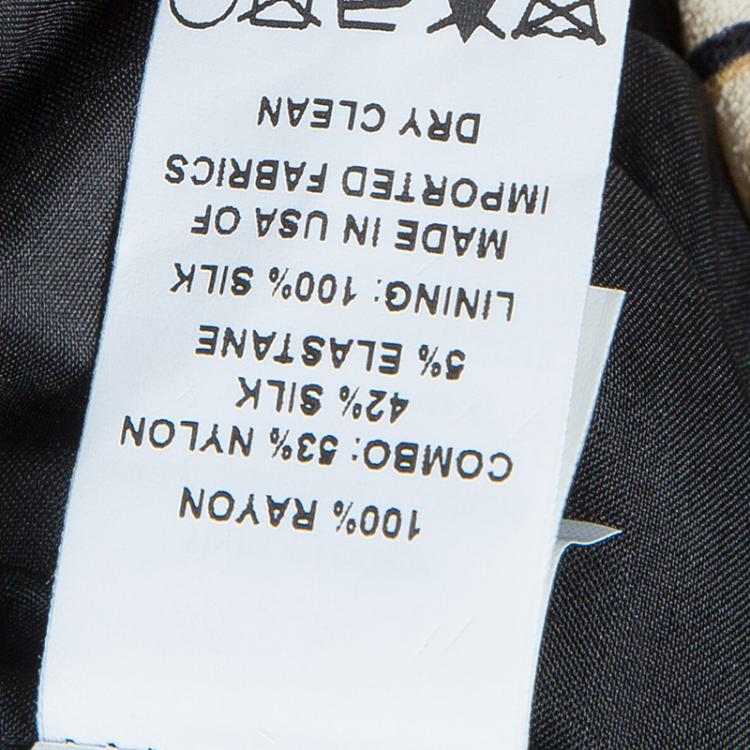 100% RAYON
COMBO: 53% NYLON
42% SILK
5% ELASTANE
LINING: 100% SILK
MADE IN USA OF
IMPORTED FABRICS
DRY CLEAN